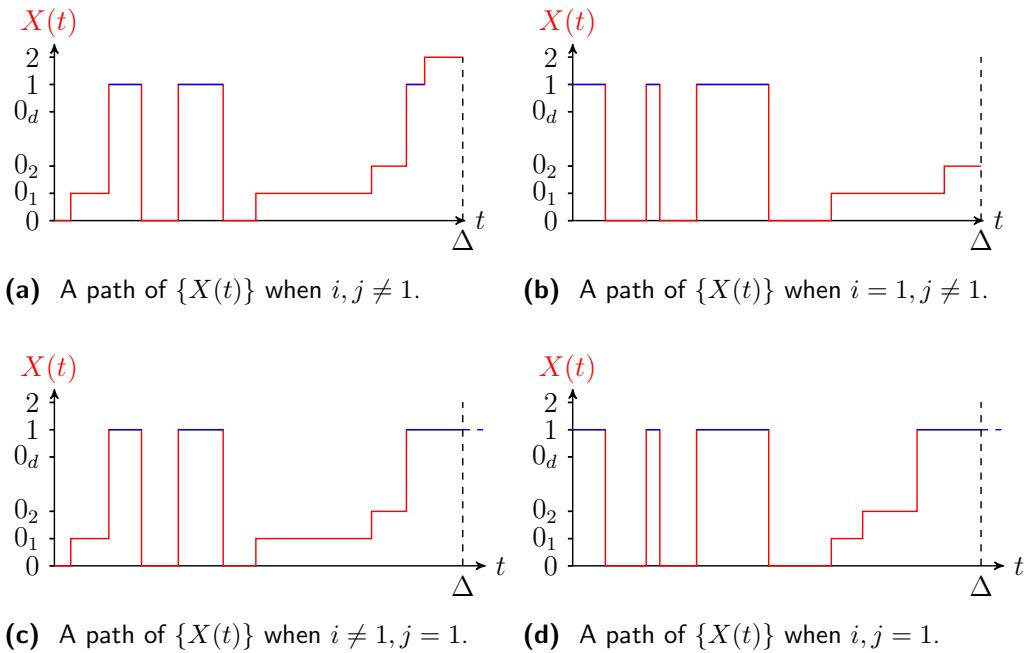 X(t)
2
1
0_d
0_2
0_1
0
t
Δ
(a) A path of {X(t)} when i, j ≠ 1.
X(t)
2
1
0_d
0_2
0_1
0
t
Δ
(b) A path of {X(t)} when i = 1, j ≠ 1.
X(t)
2
1
0_d
0_2
0_1
0
t
Δ
(c) A path of {X(t)} when i ≠ 1, j = 1.
X(t)
2
1
0_d
0_2
0_1
0
t
Δ
(d) A path of {X(t)} when i, j = 1.